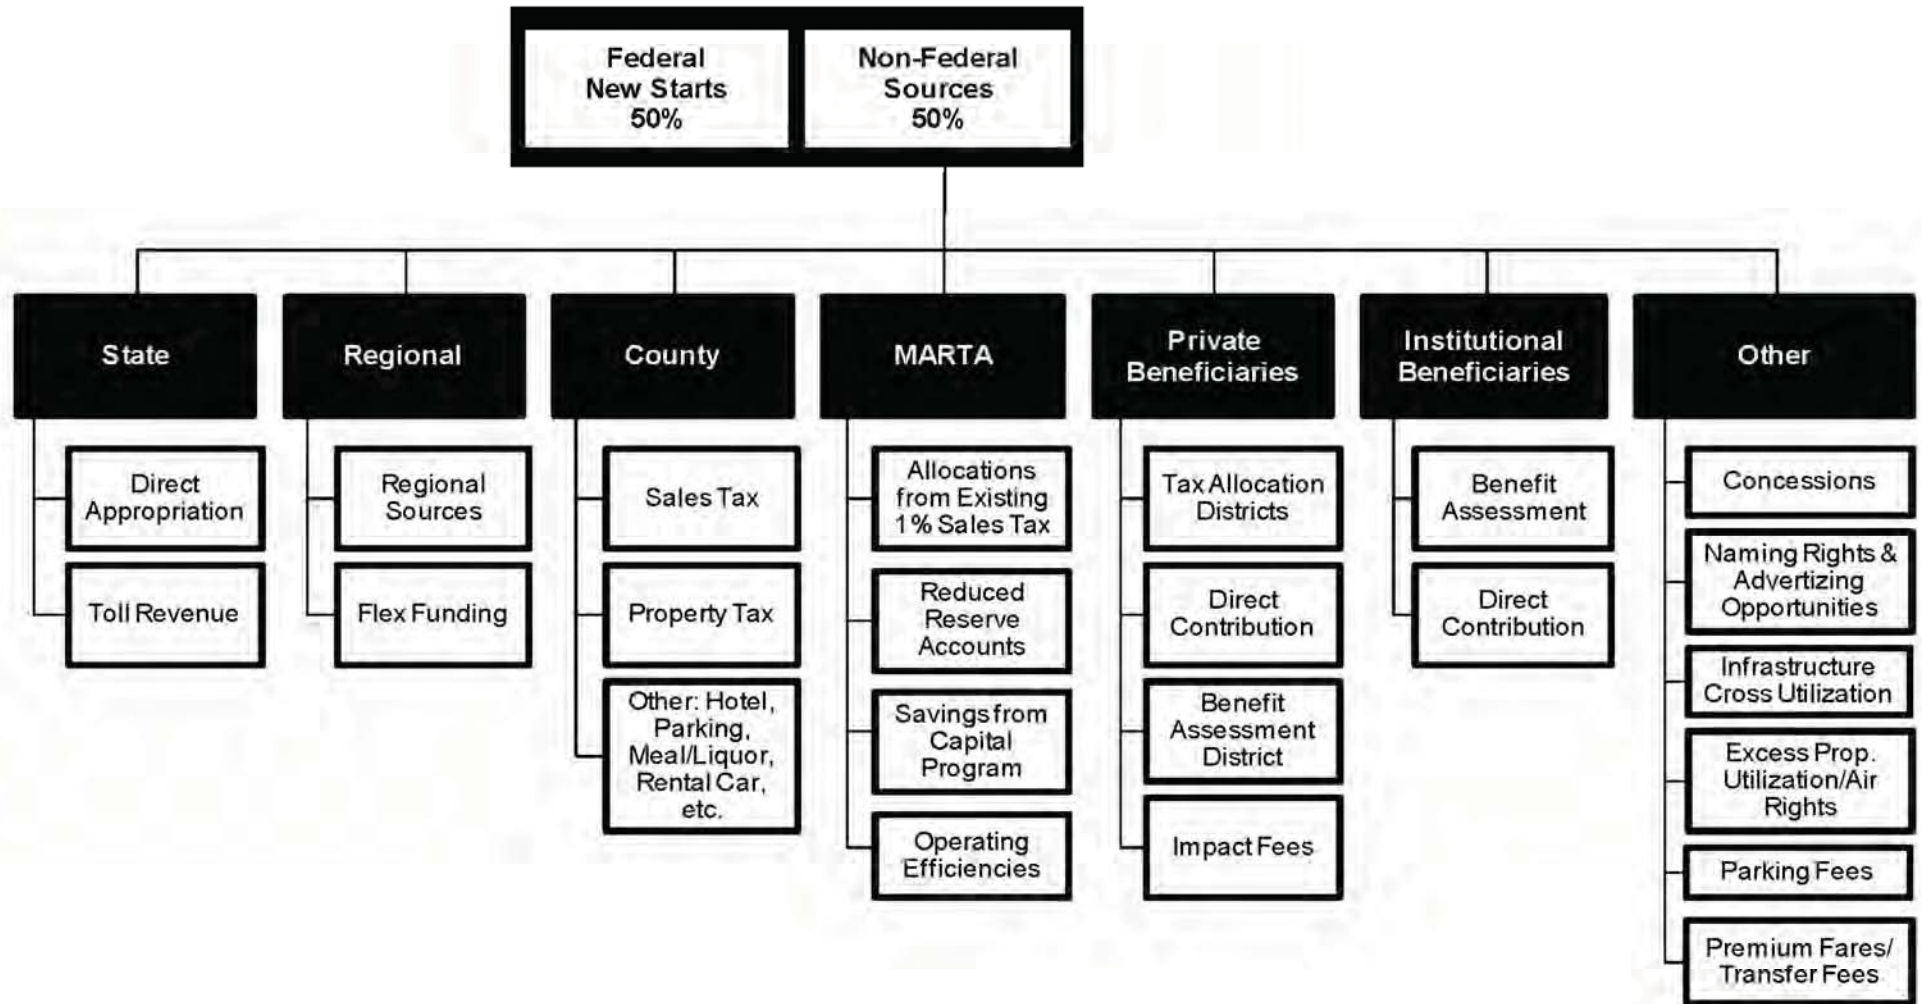 Federal
New Starts
50%
Non-Federal
Sources
50%
State
Direct
Appropriation
Toll Revenue
Regional
Regional
Sources
Flex Funding
County
Sales Tax
Property Tax
Other: Hotel,
Parking,
Meal/Liquor,
Rental Car,
etc.
MARTA
Allocations
from Existing
1% Sales Tax
Reduced
Reserve
Accounts
Savings from
Capital
Program
Operating
Efficiencies
Private
Beneficiaries
Tax Allocation
Districts
Direct
Contribution
Benefit
Assessment
District
Impact Fees
Institutional
Beneficiaries
Benefit
Assessment
Direct
Contribution
Other
Concessions
Naming Rights &
Advertizing
Opportunities
Infrastructure
Cross Utilization
Excess Prop.
Utilization/Air
Rights
Parking Fees
Premium Fares/
Transfer Fees